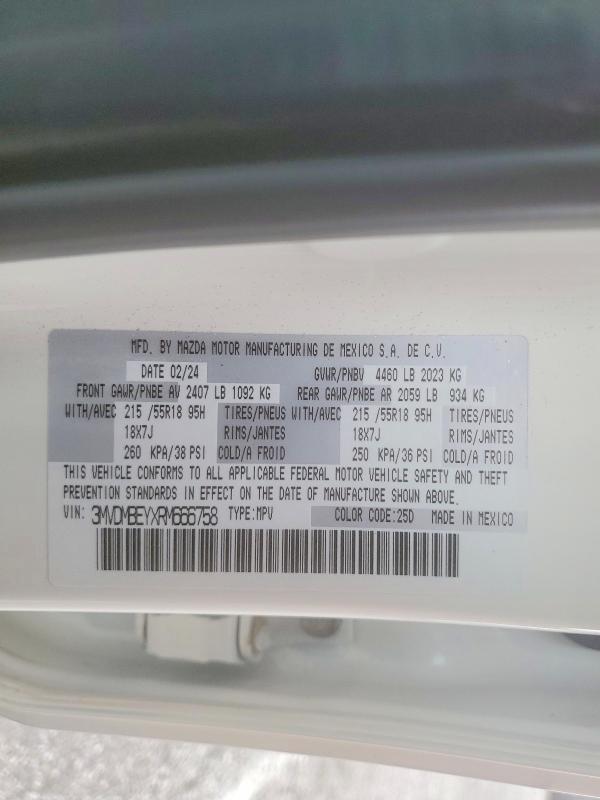 MFD. BY MAZDA MOTOR MANUFACTURING DE MEXICO S.A. DE C.V.
DATE 02/24 GVWR/PNBV 4460 LB 2023 KG
FRONT GAWR/PNBE AV 2407 LB 1092 KG REAR GAWR/PNBE AR 2059 LB 934 KG
WITH/AVEC 215 /55R18 95H TIRES/PNEUS WITH/AVEC 215 /55R18 95H TIRES/PNEUS
18X7J RIMS/JANTES 18X7J RIMS/JANTES
260 KPA/38 PSI COLD/A FROID 250 KPA/36 PSI COLD/A FROID
THIS VEHICLE CONFORMS TO ALL APPLICABLE FEDERAL MOTOR VEHICLE SAFETY AND THEFT
PREVENTION STANDARDS IN EFFECT ON THE DATE OF MANUFACTURE SHOWN ABOVE.
VIN: 3MVDMBEYXRM666758 TYPE:MPV COLOR CODE:25D MADE IN MEXICO